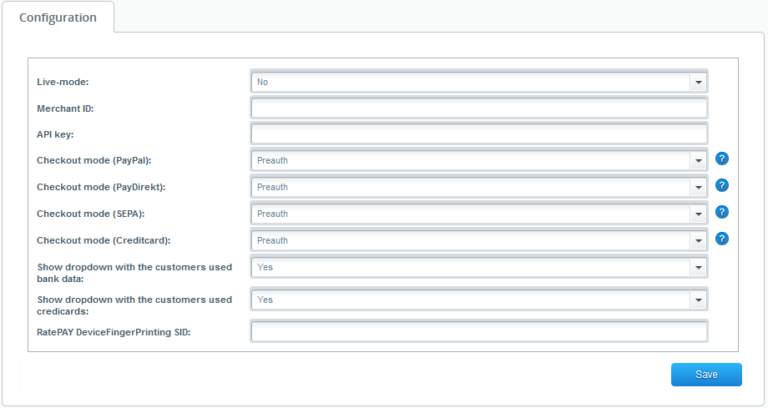 Configuration
Live-mode: No
Merchant ID:
API key:
Checkout mode (PayPal): Preauth ?
Checkout mode (PayDirekt): Preauth ?
Checkout mode (SEPA): Preauth ?
Checkout mode (Creditcard): Preauth ?
Show dropdown with the customers used Yes
bank data:
Show dropdown with the customers used Yes
credicards:
RatePAY DeviceFingerPrinting SID:
Save